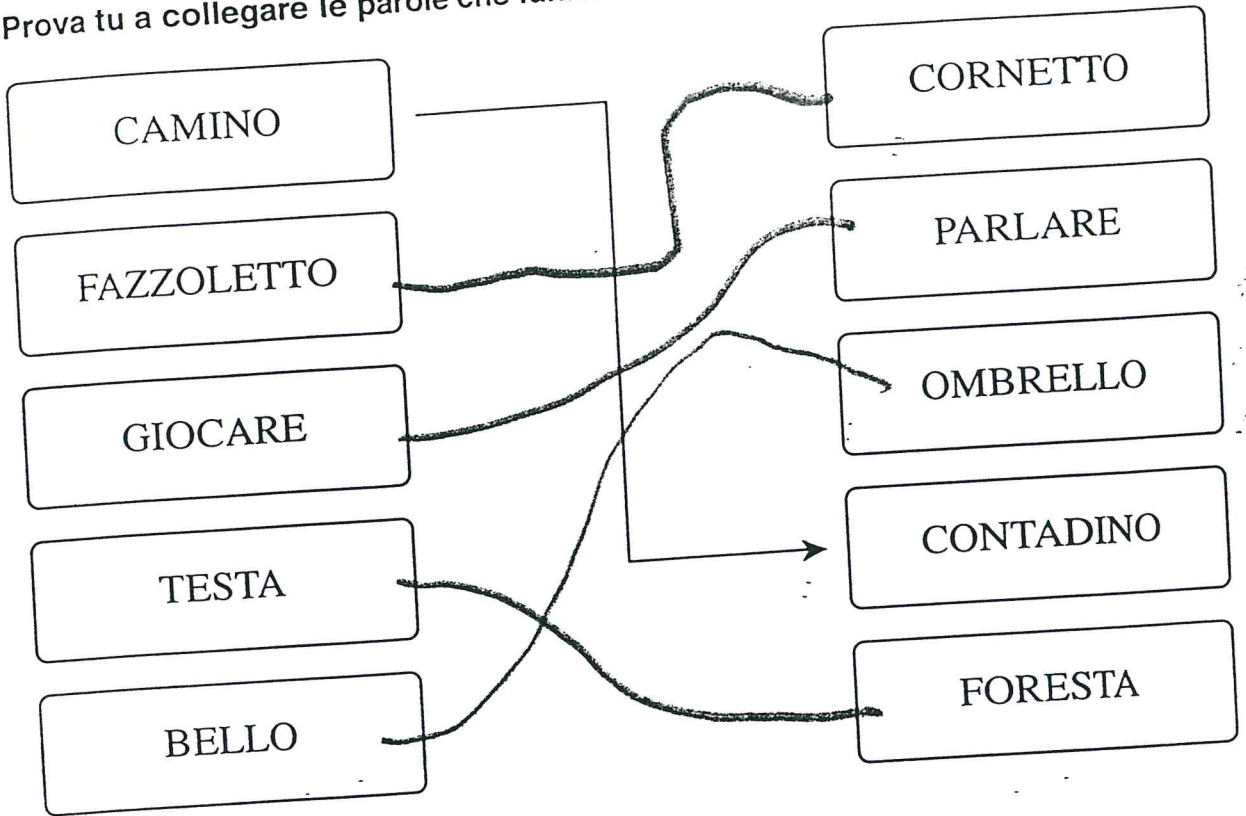 Prova tu a collegare le parole che
CAMINO
FAZZOLETTO
GIOCARE
TESTA
BELLO
CORNETTO
PARLARE
OMBRELLO
CONTADINO
FORESTA